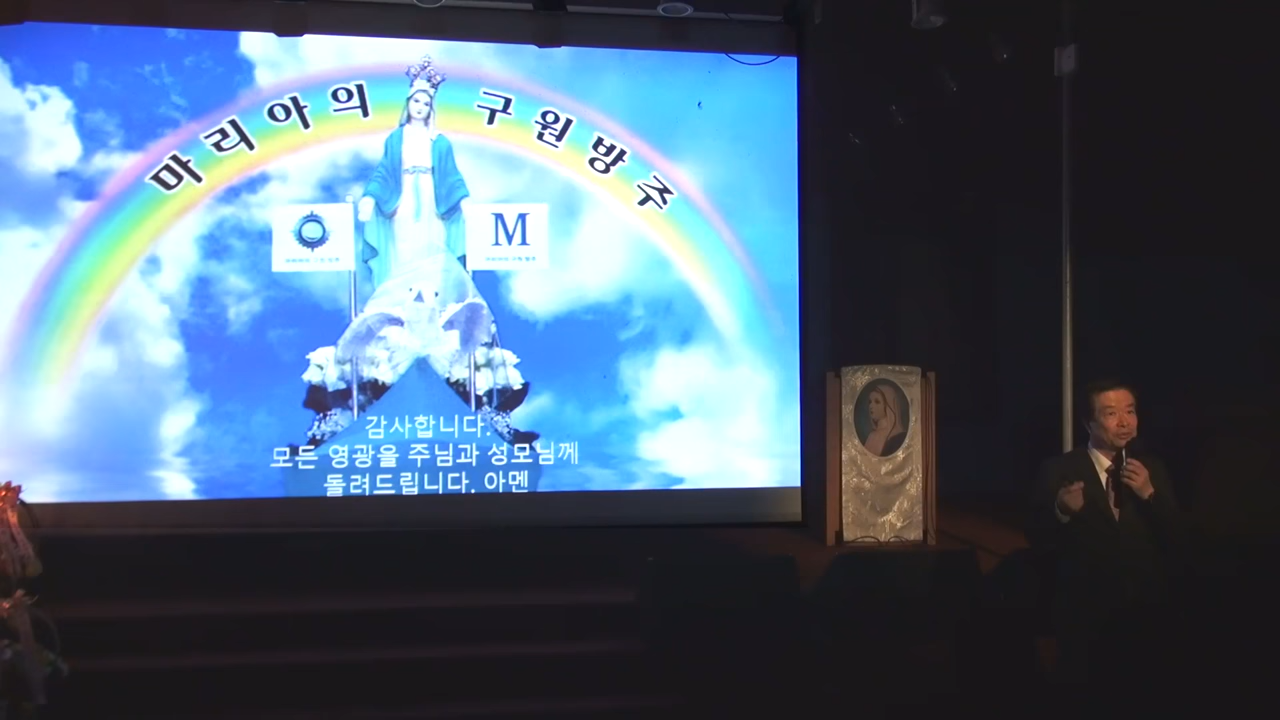 마리아의 구원방주
M
감사합니다.
모든 영광을 주님과 성모님께
돌려드립니다. 아멘